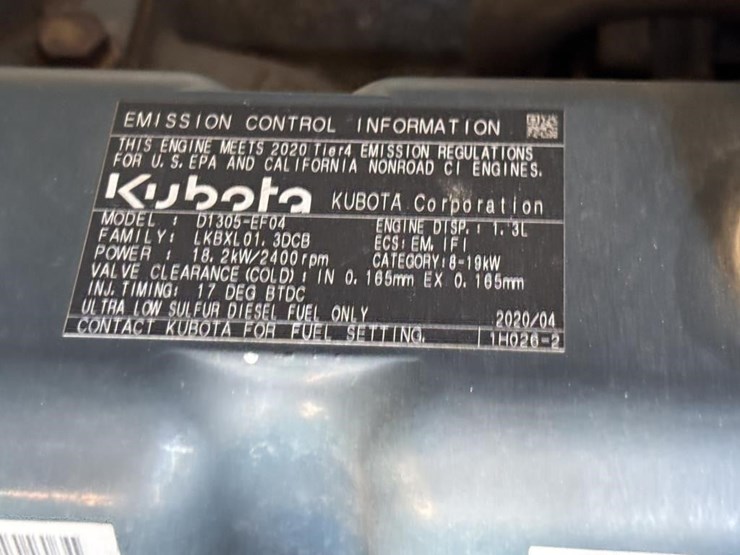 EMISSION CONTROL INFORMATION
THIS ENGINE MEETS 2020 Tier4 EMISSION REGULATIONS
FOR U.S.EPA AND CALIFORNIA NONROAD CI ENGINES.
Kubota KUBOTA Corporation
MODEL : D1305-EF04 ENGINE DISP. : 1.3L
FAMILY: LKBXL01.3DCB ECS: EM, IFI
POWER : 18.2kW/2400rpm CATEGORY:8-19kW
VALVE CLEARANCE (COLD) : IN 0.165mm EX 0.165mm
INJ. TIMING: 17 DEG BTDC
ULTRA LOW SULFUR DIESEL FUEL ONLY 2020/04
CONTACT KUBOTA FOR FUEL SETTING. 1H026-2